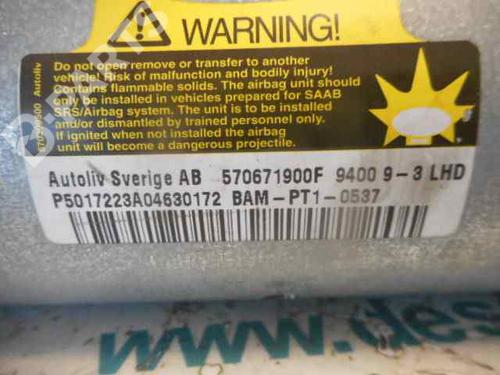 WARNING!
Do not open remove or transfer to another
vehicle! Risk of malfunction and bodily injury!
Contains flammable solids. The airbag unit should
only be installed in vehicles prepared for SAAB
SRS/Airbag system. The unit is to be installed
and/or dismantled by trained personnel only.
If ignited when not installed the airbag
unit will become a dangerous projectile.
Autoliv
Autoliv Sverige AB 570671900F 9400 9-3 LHD
P5017223A04630172 BAM-PT1-0537
www.des